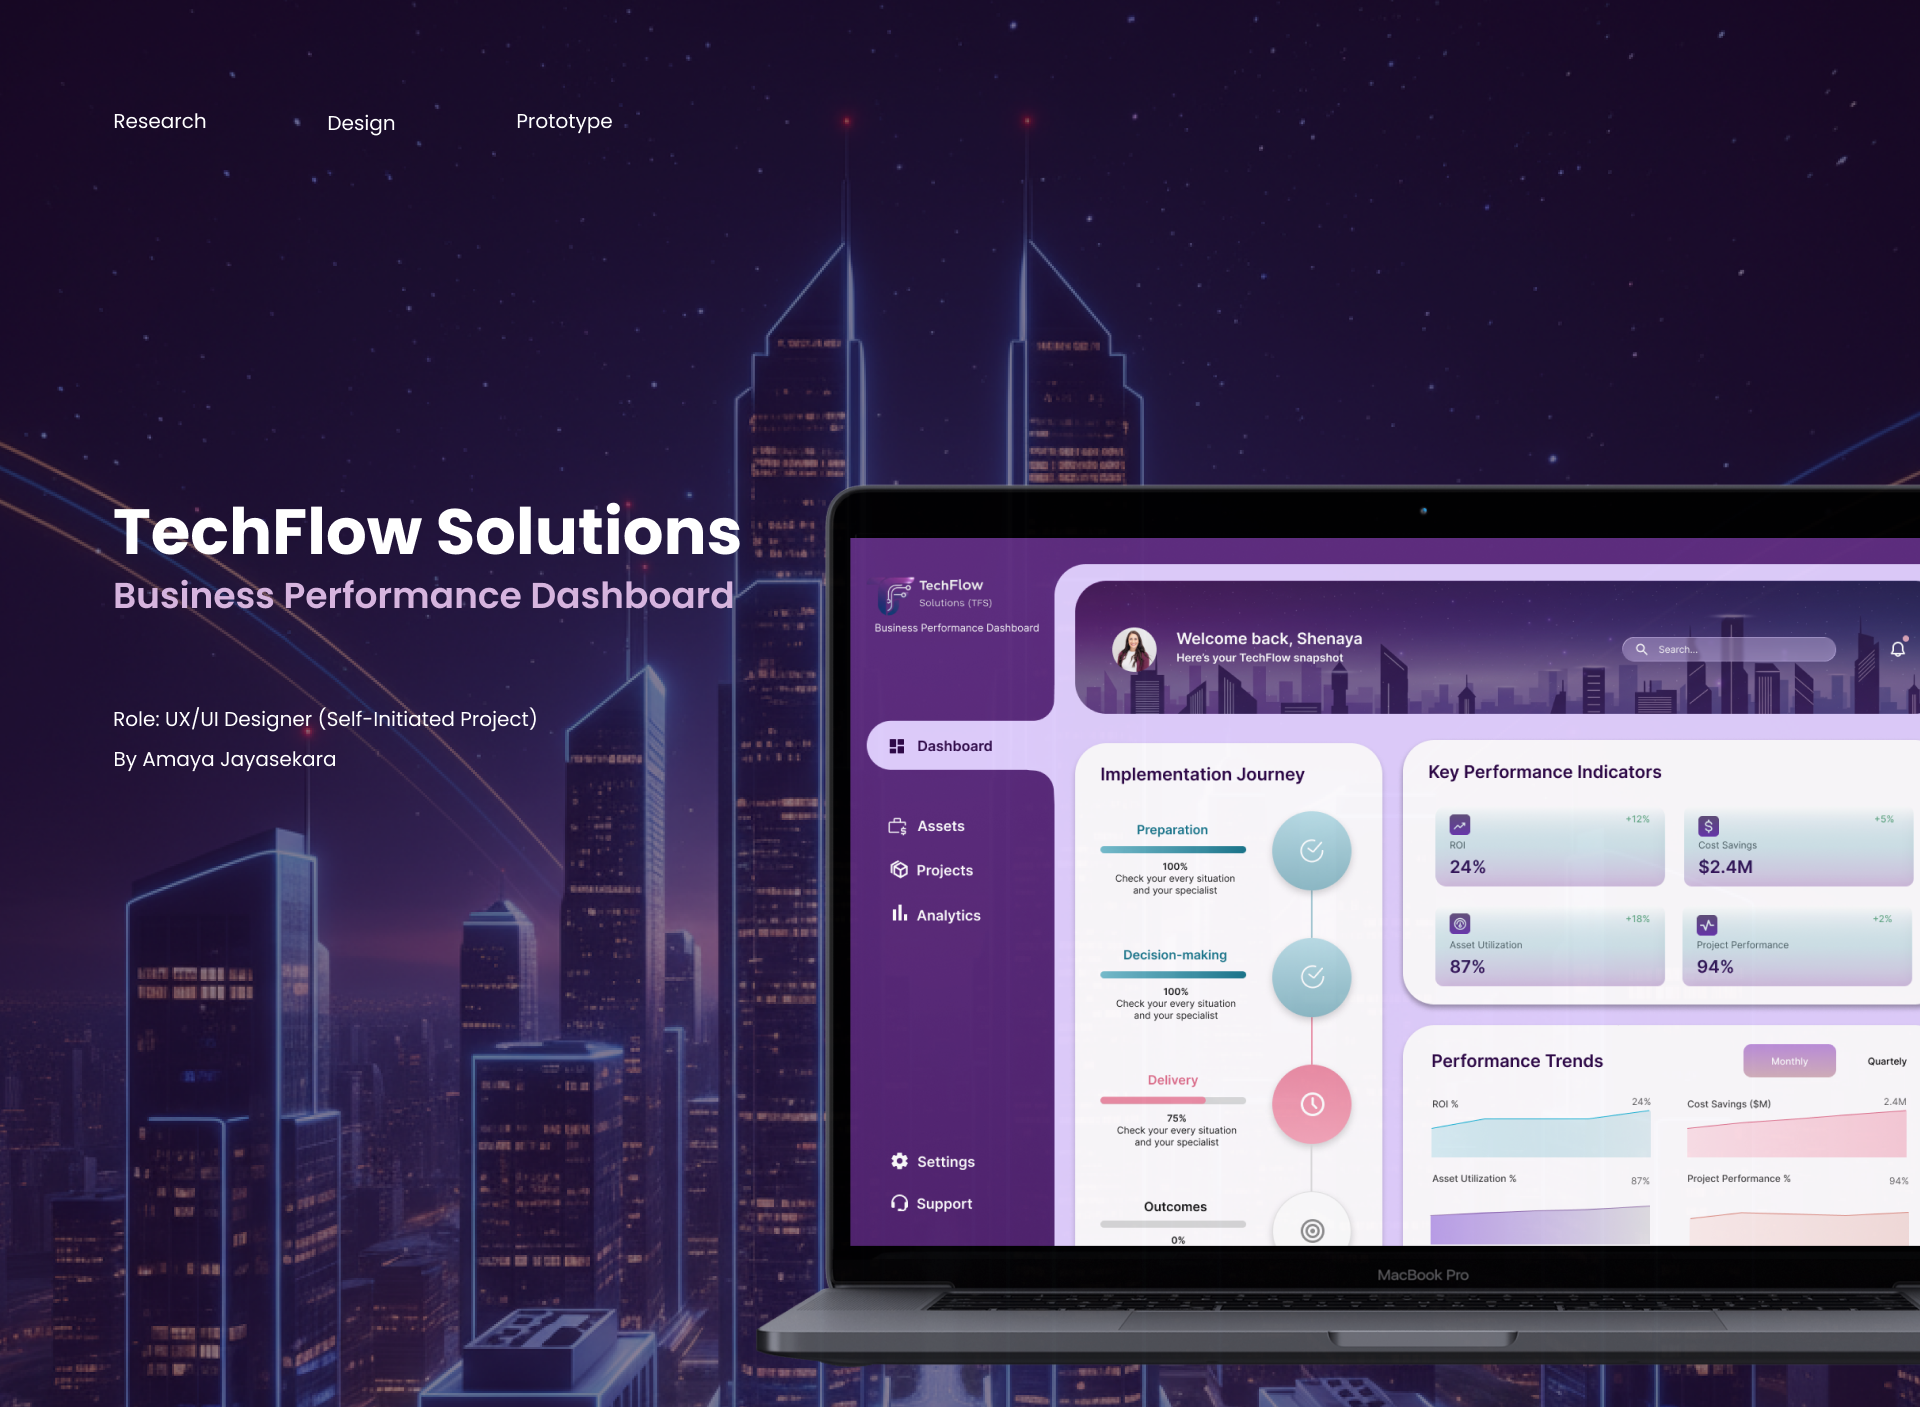 Research
Design
Prototype
TechFlow Solutions
Business Performance Dashboard
Role: UX/UI Designer (Self-Initiated Project)
By Amaya Jayasekara
TechFlow
Solutions (TFS)
Business Performance Dashboard
Dashboard
Assets
Projects
Analytics
Settings
Support
Welcome back, Shenaya
Here's your TechFlow snapshot
Search...
Implementation Journey
Preparation
100%
Check your every situation
and your specialist
Decision-making
100%
Check your every situation
and your specialist
Delivery
75%
Check your every situation
and your specialist
Outcomes
0%
Key Performance Indicators
+12%
ROI
24%
+5%
Cost Savings
$2.4M
+18%
Asset Utilization
87%
+2%
Project Performance
94%
Performance Trends
Monthly
Quartely
ROI %
24%
Cost Savings ($M)
2.4M
Asset Utilization %
87%
Project Performance %
94%
MacBook Pro